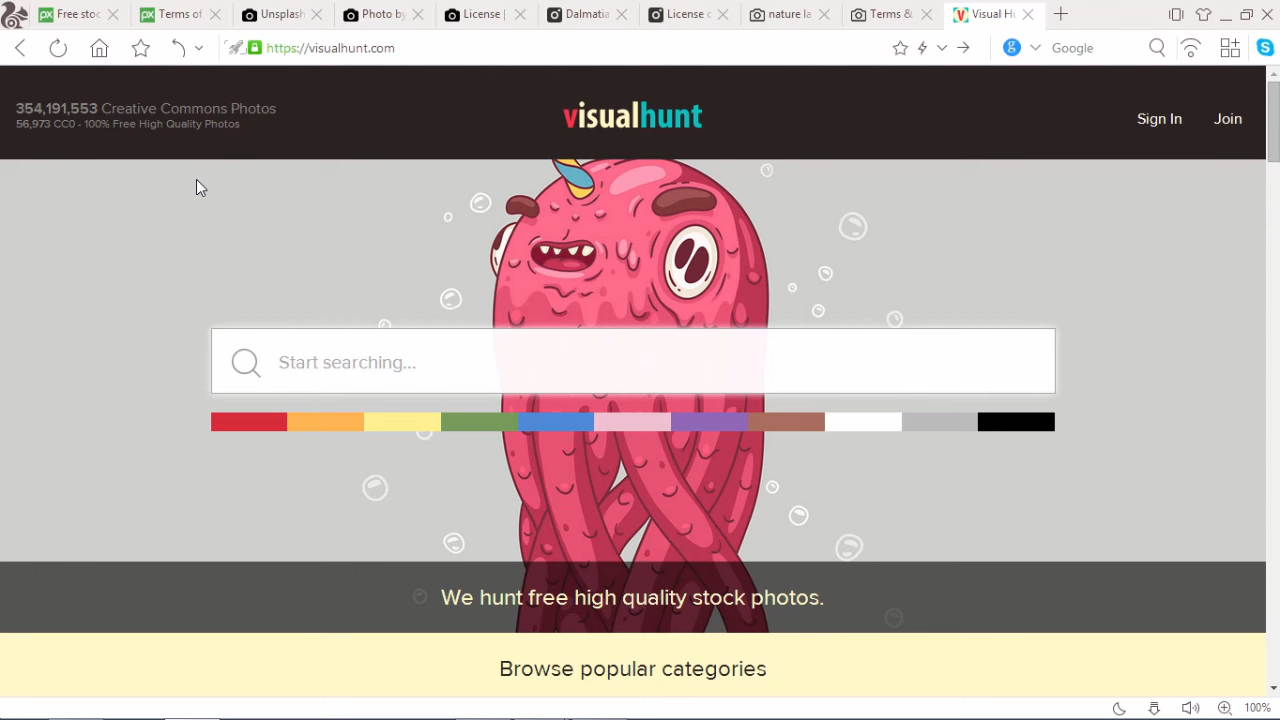 Free stoc
Terms of
Unsplash
Photo by
License |
Dalmatia
License c
nature la
Terms &
Visual Hu
https://visualhunt.com
Google
354,191,553 Creative Commons Photos
56,973 CC0 - 100% Free High Quality Photos
visualhunt
Sign In
Join
Start searching...
We hunt free high quality stock photos.
Browse popular categories
100%